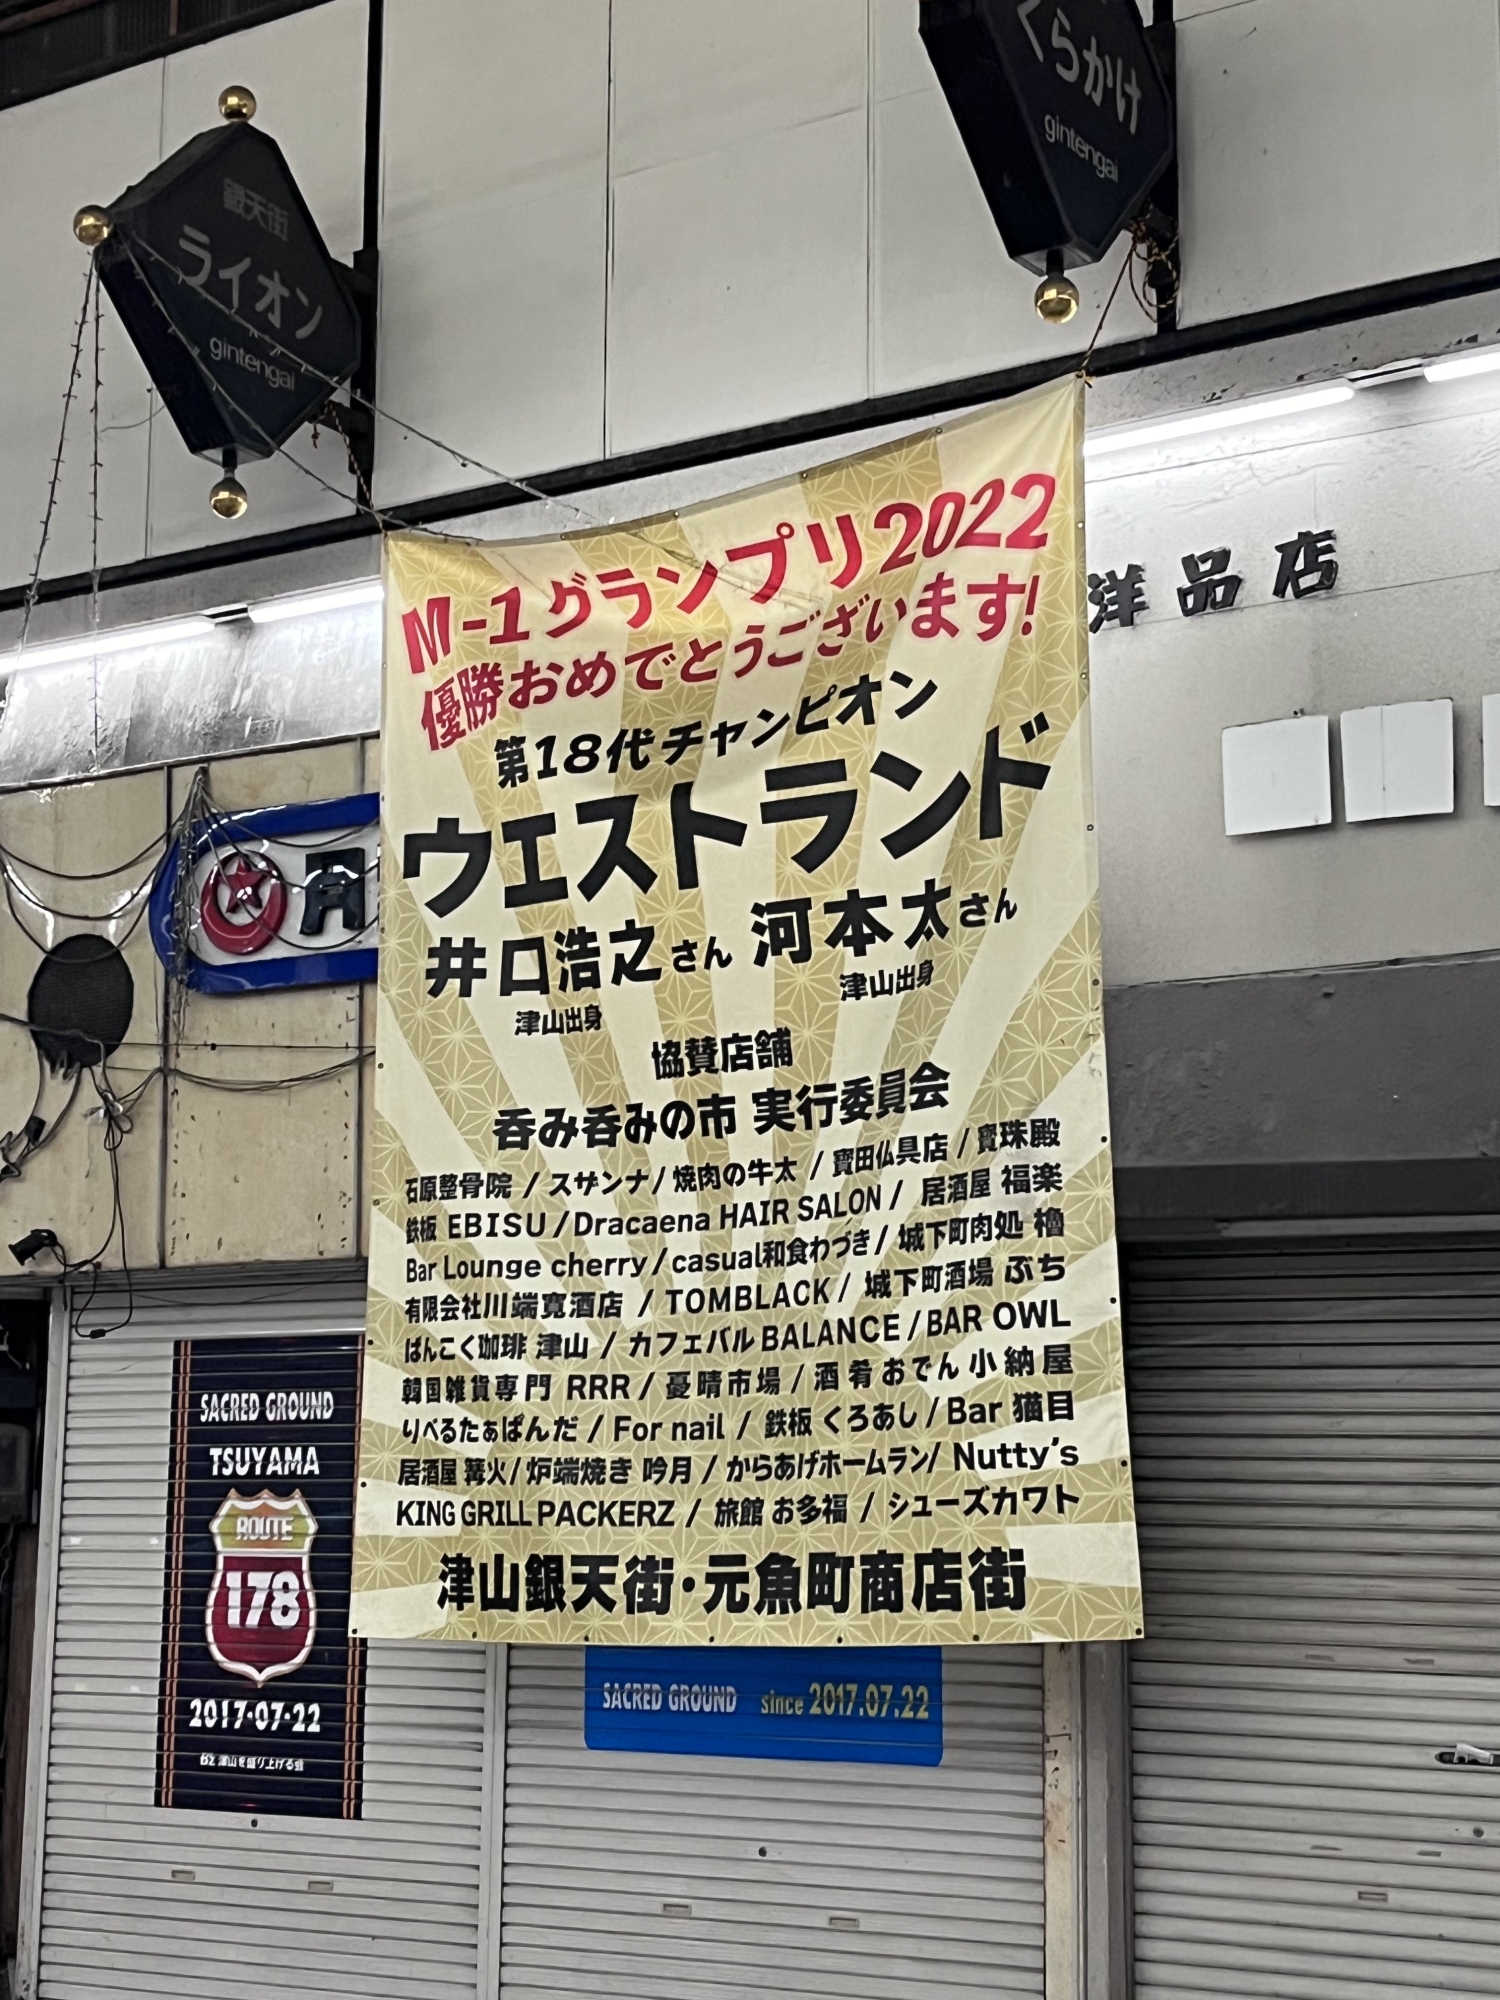 くらかけ
gintengai
銀天街
ライオン
gintengai
洋品店
M-1グランプリ2022
優勝おめでとうございます!
第18代チャンピオン
ウエストランド
井口浩之さん 河本太さん
津山出身 津山出身
協賛店舗
呑み呑みの市 実行委員会
石原整骨院 / スザンナ / 焼肉の牛太 / 寶田仏具店 / 寳珠殿
鉄板 EBISU / Dracaena HAIR SALON / 居酒屋 福楽
Bar Lounge cherry / casual和食わづき / 城下町肉処 櫓
有限会社川端寛酒店 / TOMBLACK / 城下町酒場 ぶち
ばんこく珈琲 津山 / カフェバル BALANCE / BAR OWL
韓国雑貨専門 RRR / 憂晴市場 / 酒肴おでん小納屋
りべるたぁぱんだ / For nail / 鉄板 くろあし / Bar 猫目
居酒屋 篝火 / 炉端焼き 吟月 / からあげホームラン / Nutty's
KING GRILL PACKERZ / 旅館 お多福 / シューズカワト
津山銀天街・元魚町商店街
SACRED GROUND
TSUYAMA
ROUTE
178
2017・07・22
B'z 津山を盛り上げる会
SACRED GROUND since 2017.07.22